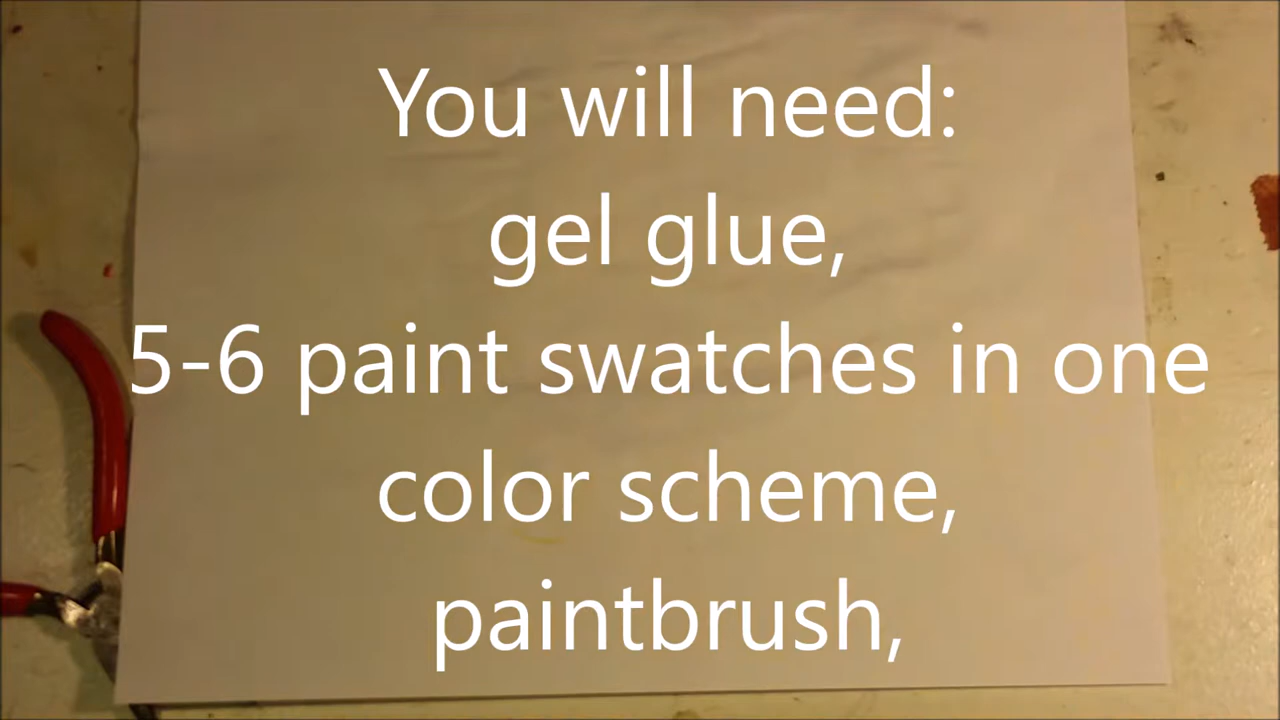 You will need:
gel glue,
5-6 paint swatches in one
color scheme,
paintbrush,